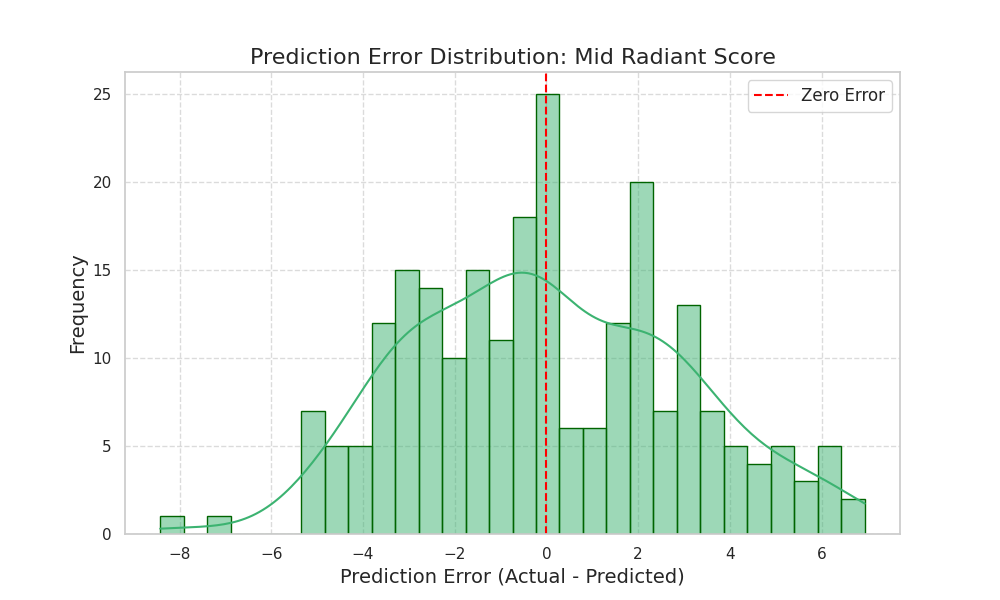 Prediction Error Distribution: Mid Radiant Score
Zero Error
Frequency
25
20
15
10
5
0
−8 −6 −4 −2 0 2 4 6
Prediction Error (Actual - Predicted)